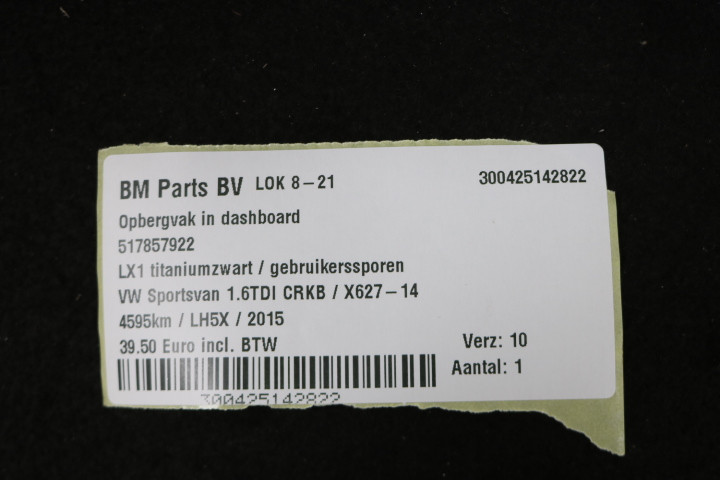 BM Parts BV LOK 8-21 300425142822
Opbergvak in dashboard
517857922
LX1 titaniumzwart / gebruikerssporen
VW Sportsvan 1.6TDI CRKB / X627-14
4595km / LH5X / 2015
39.50 Euro incl. BTW Verz: 10
Aantal: 1
300425142822